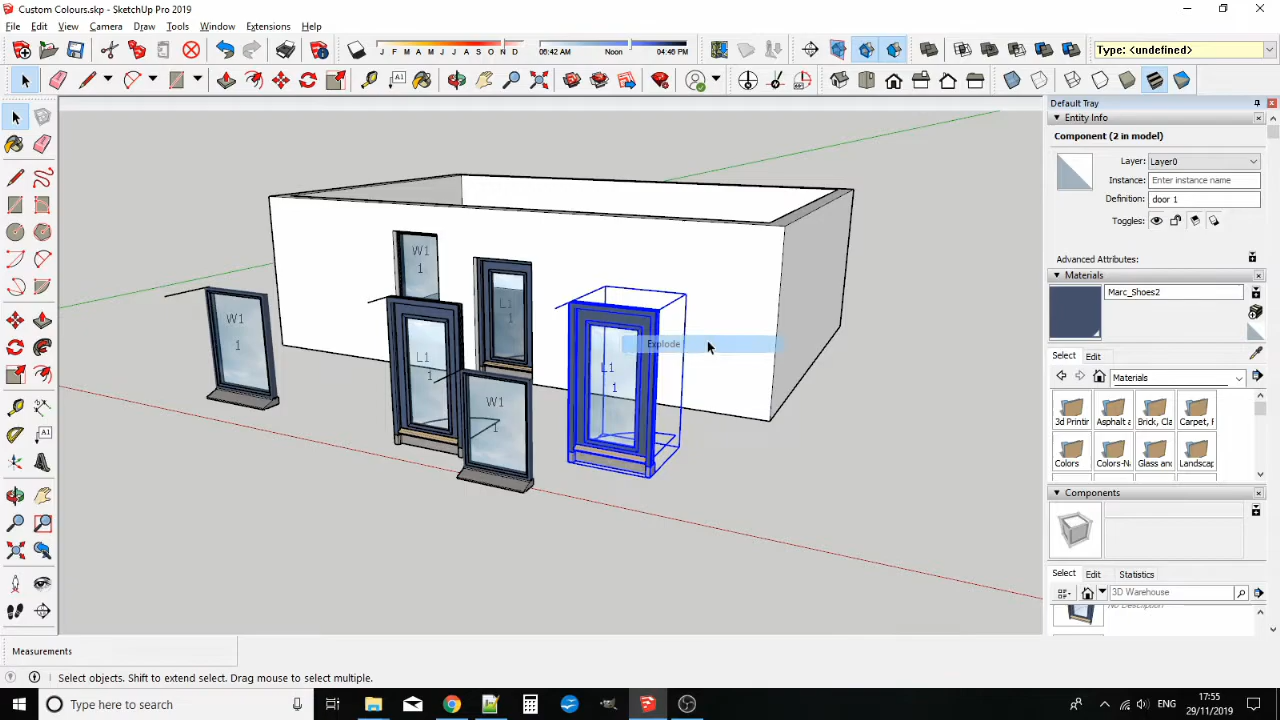 Custom Colours.skp - SketchUp Pro 2019
File Edit View Camera Draw Tools Window Extensions Help
J F M A M J J A S O N D 06:42 AM Noon 04:46 PM
Type: <undefined>
A1
Default Tray
Entity Info
Component (2 in model)
Layer: Layer0
Instance: Enter instance name
Definition: door 1
Toggles:
Advanced Attributes:
Materials
Marc_Shoes2
Select Edit
Materials
3d Printir Asphalt a Brick, Cla Carpet, F
Colors Colors-Na Glass and Landscap
Components
Select Edit Statistics
3D Warehouse
No Description
W1
1
L1
1
W1
1
L1
1
W1
1
L1
1
Explode
A1
Measurements
Select objects. Shift to extend select. Drag mouse to select multiple.
Type here to search
ENG
17:55
29/11/2019